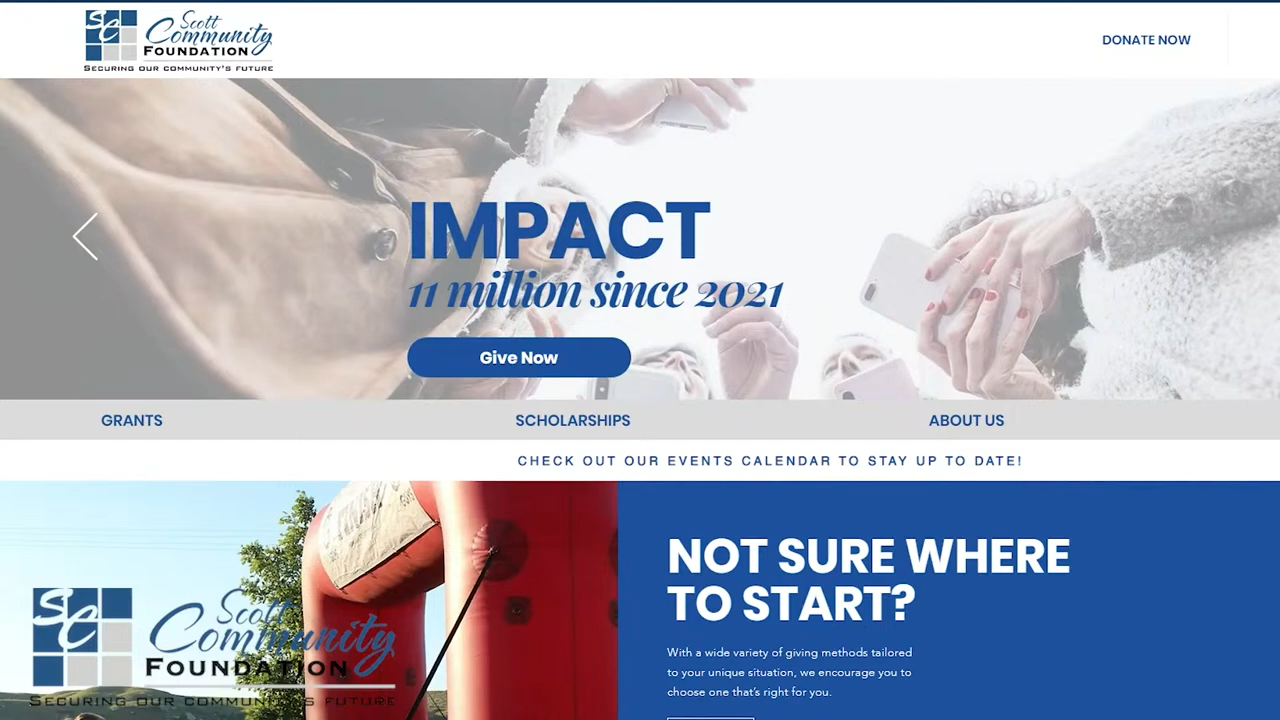 SC
Scott
Community
FOUNDATION
SECURING OUR COMMUNITY'S FUTURE
DONATE NOW
IMPACT
11 million since 2021
Give Now
GRANTS
SCHOLARSHIPS
ABOUT US
CHECK OUT OUR EVENTS CALENDAR TO STAY UP TO DATE!
NOT SURE WHERE
TO START?
With a wide variety of giving methods tailored
to your unique situation, we encourage you to
choose one that's right for you.
SC
Scott
Community
FOUNDATION
SECURING OUR COMMUNITY'S FUTURE